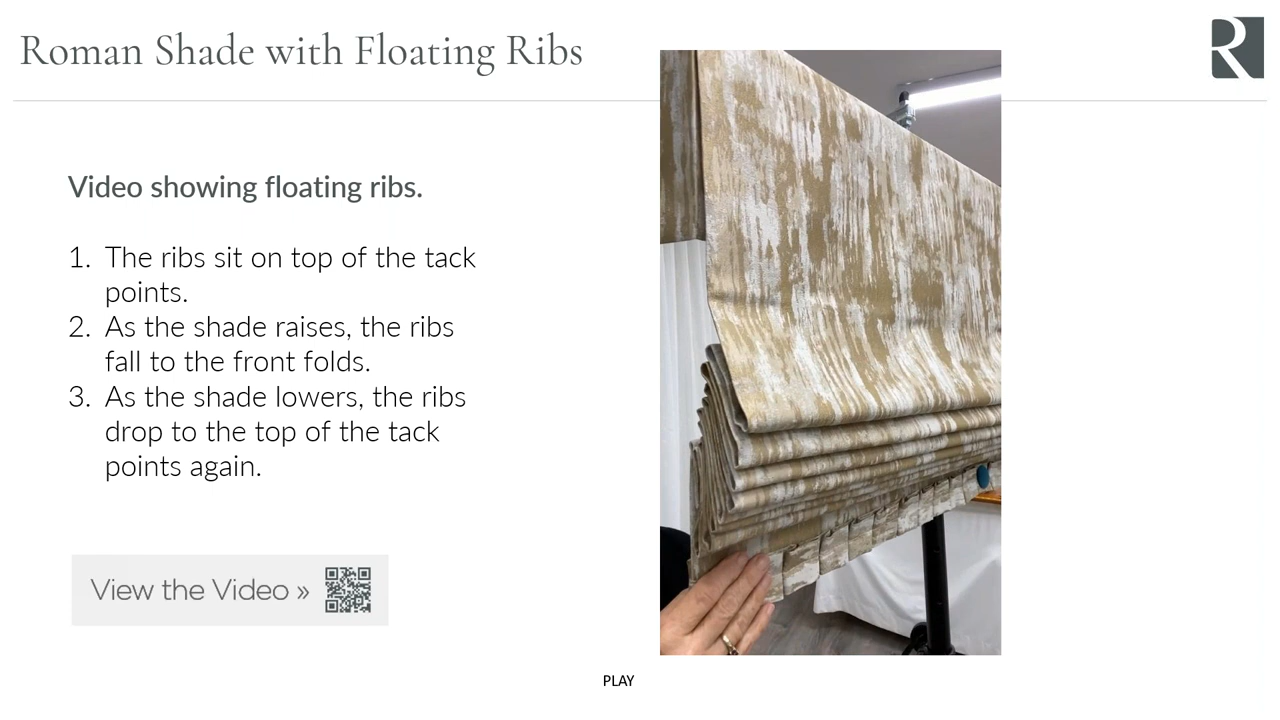 Roman Shade with Floating Ribs
R
Video showing floating ribs.
1. The ribs sit on top of the tack
points.
2. As the shade raises, the ribs
fall to the front folds.
3. As the shade lowers, the ribs
drop to the top of the tack
points again.
View the Video »
PLAY